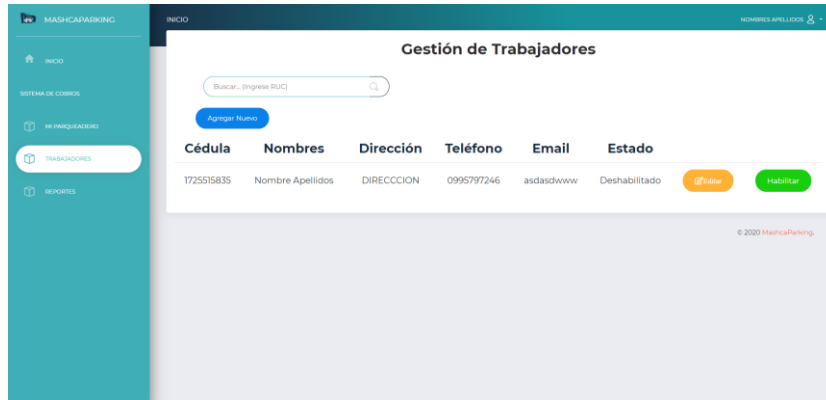 MASHCAPARKING
INICIO
NOMBRES APELLIDOS
INICIO
SISTEMA DE COBROS
MI PARQUEADERO
TRABAJADORES
REPORTES
Gestión de Trabajadores
Buscar... (Ingrese RUC)
Agregar Nuevo
Cédula Nombres Dirección Teléfono Email Estado
1725515835 Nombre Apellidos DIRECCCION 0995797246 asdasdwww Deshabilitado Editar Habilitar
© 2020 MashcaParking.